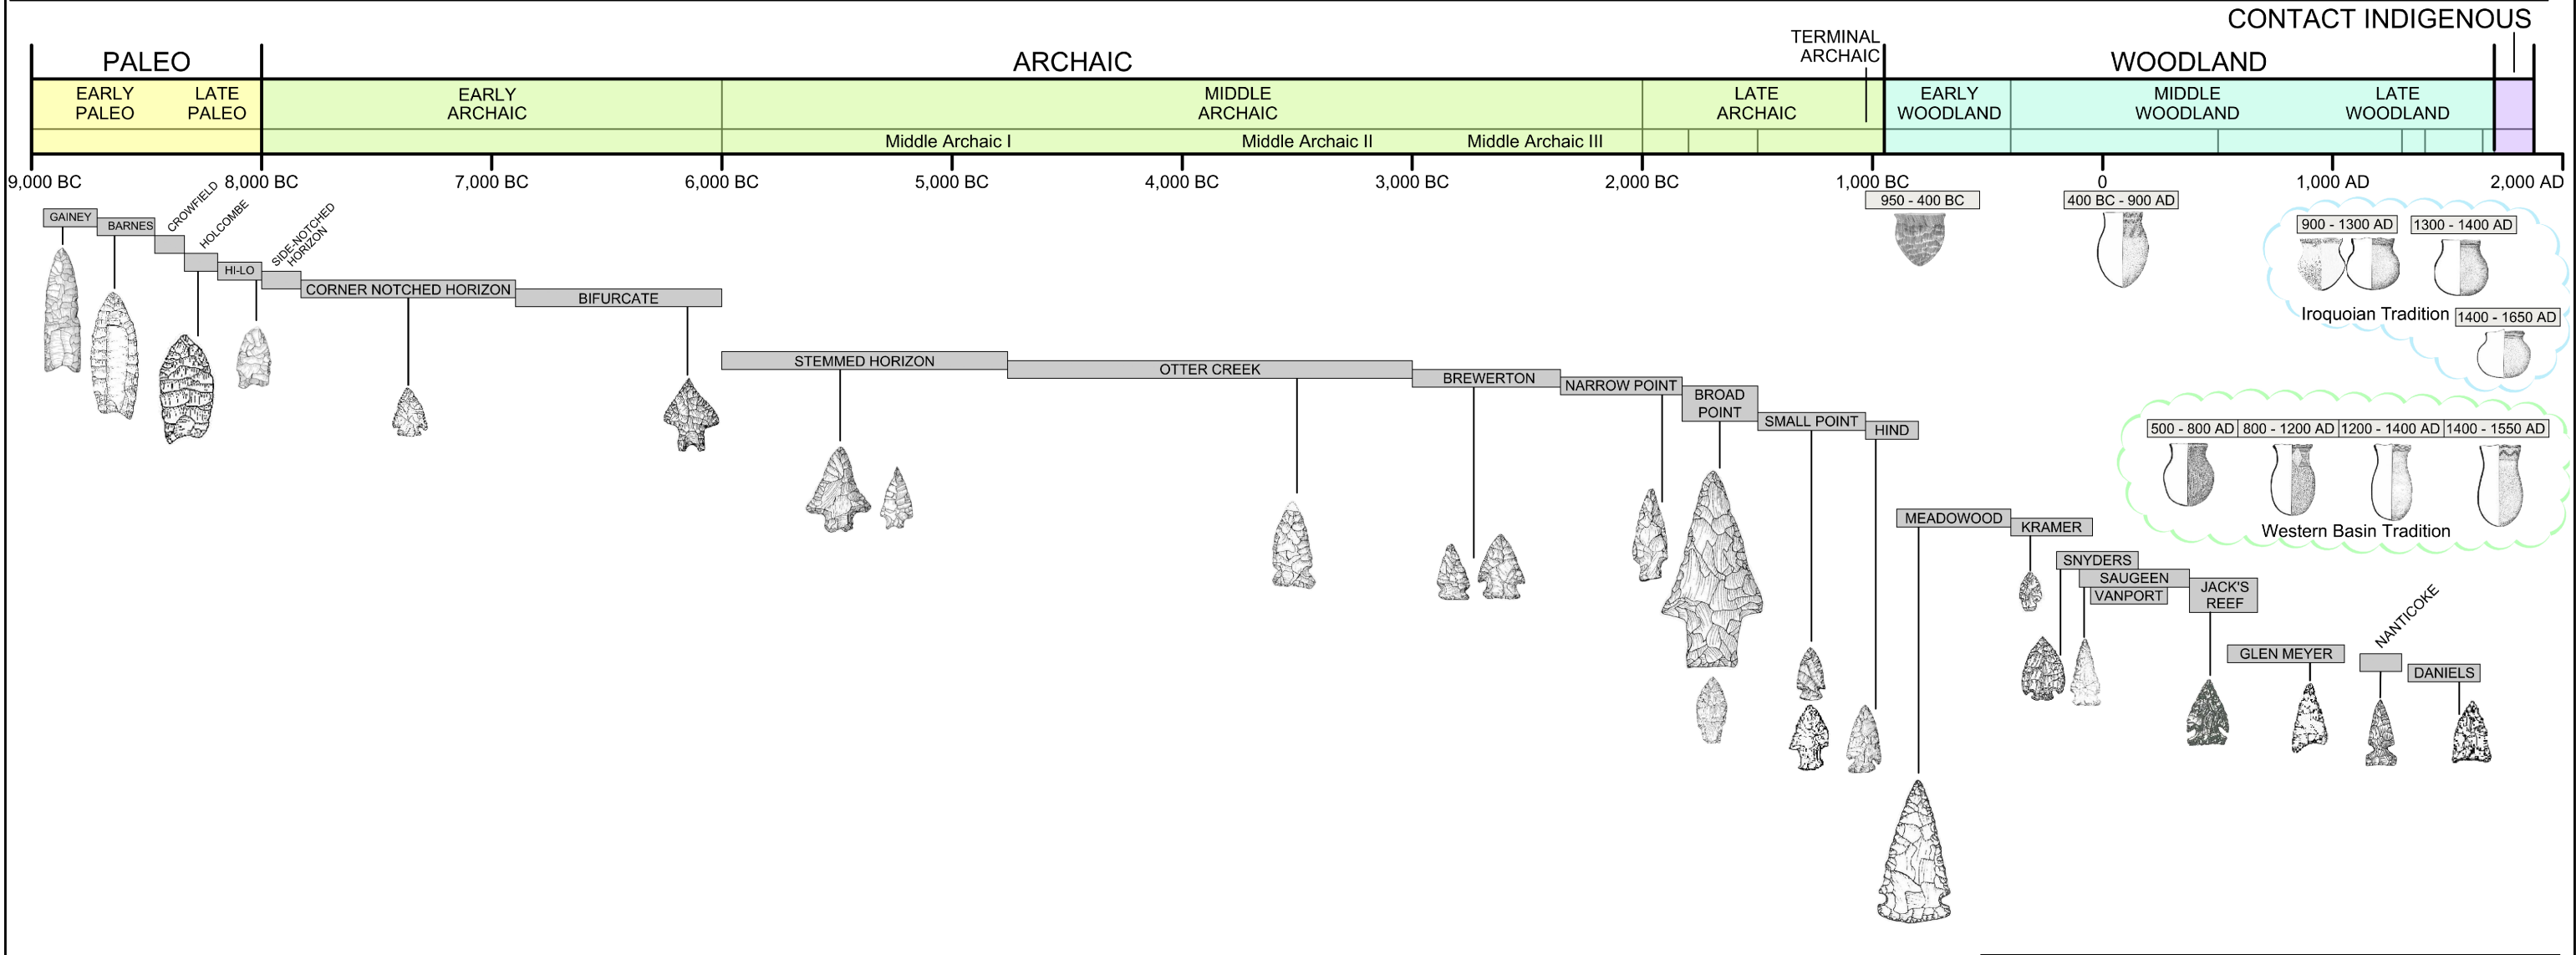 CONTACT INDIGENOUS
TERMINAL
ARCHAIC
PALEO
ARCHAIC
WOODLAND
EARLY
PALEO
LATE
PALEO
EARLY
ARCHAIC
MIDDLE
ARCHAIC
LATE
ARCHAIC
EARLY
WOODLAND
MIDDLE
WOODLAND
LATE
WOODLAND
Middle Archaic I
Middle Archaic II
Middle Archaic III
9,000 BC
8,000 BC
7,000 BC
6,000 BC
5,000 BC
4,000 BC
3,000 BC
2,000 BC
1,000 BC
0
1,000 AD
2,000 AD
GAINEY
BARNES
CROWFIELD
HOLCOMBE
HI-LO
SIDE-NOTCHED
HORIZON
CORNER NOTCHED HORIZON
BIFURCATE
STEMMED HORIZON
OTTER CREEK
BREWERTON
NARROW POINT
BROAD
POINT
SMALL POINT
HIND
950 - 400 BC
400 BC - 900 AD
900 - 1300 AD
1300 - 1400 AD
Iroquoian Tradition
1400 - 1650 AD
500 - 800 AD
800 - 1200 AD
1200 - 1400 AD
1400 - 1550 AD
Western Basin Tradition
MEADOWOOD
KRAMER
SNYDERS
SAUGEEN
VANPORT
JACK'S
REEF
GLEN MEYER
NANTICOKE
DANIELS